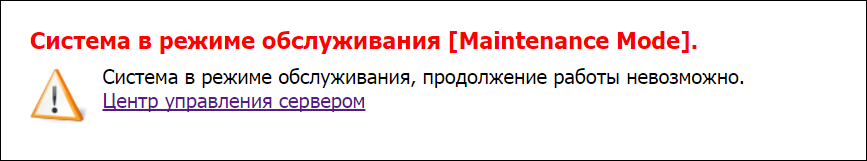 Система в режиме обслуживания [Maintenance Mode].
Система в режиме обслуживания, продолжение работы невозможно.
Центр управления сервером